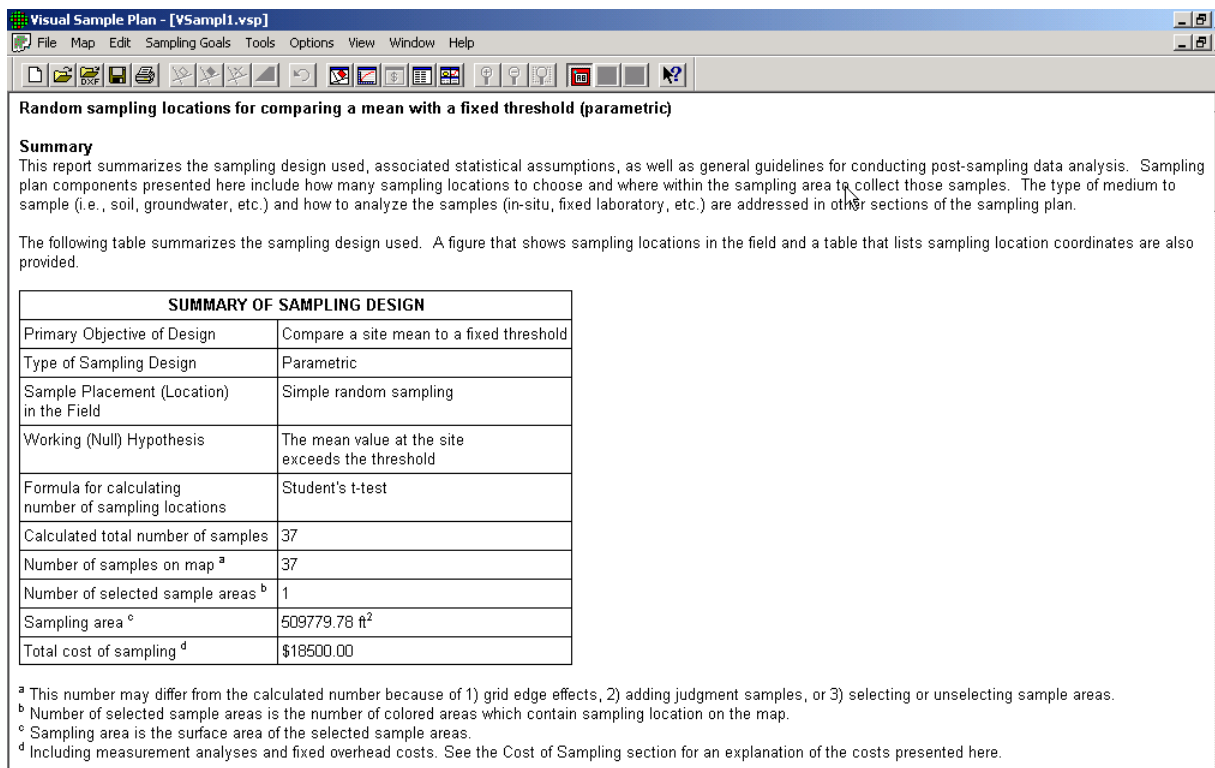 Visual Sample Plan - [VSampl1.vsp]
File Map Edit Sampling Goals Tools Options View Window Help
DXF
Random sampling locations for comparing a mean with a fixed threshold (parametric)
Summary
This report summarizes the sampling design used, associated statistical assumptions, as well as general guidelines for conducting post-sampling data analysis. Sampling
plan components presented here include how many sampling locations to choose and where within the sampling area to collect those samples. The type of medium to
sample (i.e., soil, groundwater, etc.) and how to analyze the samples (in-situ, fixed laboratory, etc.) are addressed in other sections of the sampling plan.
The following table summarizes the sampling design used. A figure that shows sampling locations in the field and a table that lists sampling location coordinates are also
provided.
SUMMARY OF SAMPLING DESIGN
Primary Objective of Design Compare a site mean to a fixed threshold
Type of Sampling Design Parametric
Sample Placement (Location) Simple random sampling
in the Field
Working (Null) Hypothesis The mean value at the site
exceeds the threshold
Formula for calculating Student's t-test
number of sampling locations
Calculated total number of samples 37
Number of samples on map a 37
Number of selected sample areas b 1
Sampling area c 509779.78 ft2
Total cost of sampling d $18500.00
a This number may differ from the calculated number because of 1) grid edge effects, 2) adding judgment samples, or 3) selecting or unselecting sample areas.
b Number of selected sample areas is the number of colored areas which contain sampling location on the map.
c Sampling area is the surface area of the selected sample areas.
d Including measurement analyses and fixed overhead costs. See the Cost of Sampling section for an explanation of the costs presented here.